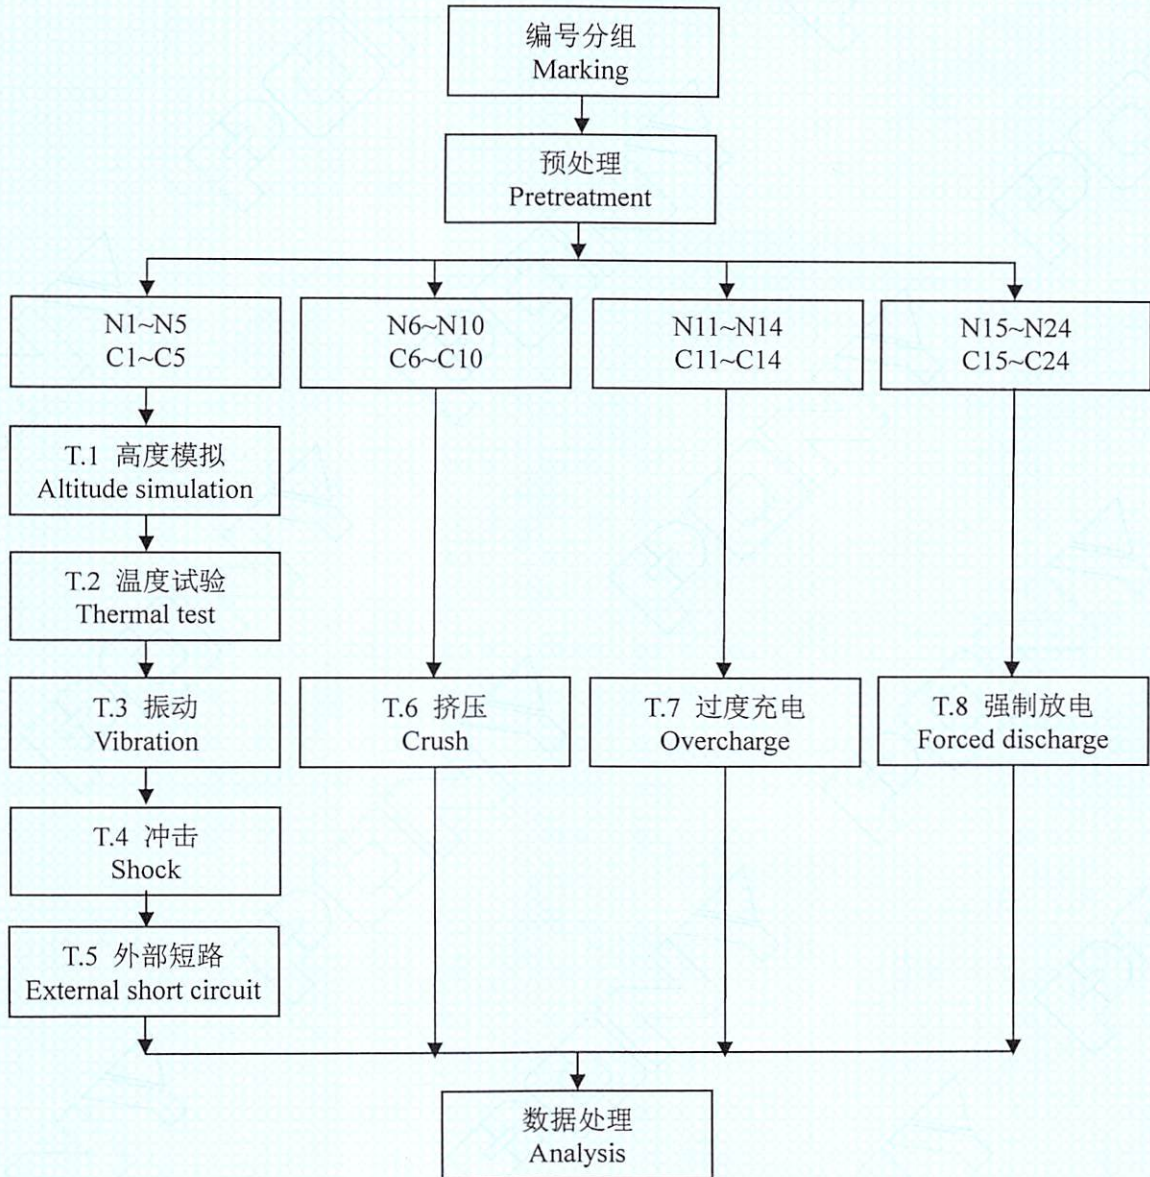 编号分组
Marking
预处理
Pretreatment
N1~N5
C1~C5
N6~N10
C6~C10
N11~N14
C11~C14
N15~N24
C15~C24
T.1 高度模拟
Altitude simulation
T.2 温度试验
Thermal test
T.3 振动
Vibration
T.6 挤压
Crush
T.7 过度充电
Overcharge
T.8 强制放电
Forced discharge
T.4 冲击
Shock
T.5 外部短路
External short circuit
数据处理
Analysis